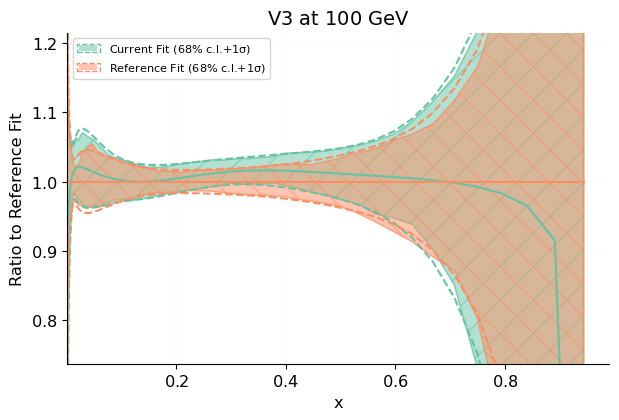 V3 at 100 GeV
Current Fit (68% c.l.+1σ)
Reference Fit (68% c.l.+1σ)
Ratio to Reference Fit
1.2
1.1
1.0
0.9
0.8
0.2 0.4 0.6 0.8
x